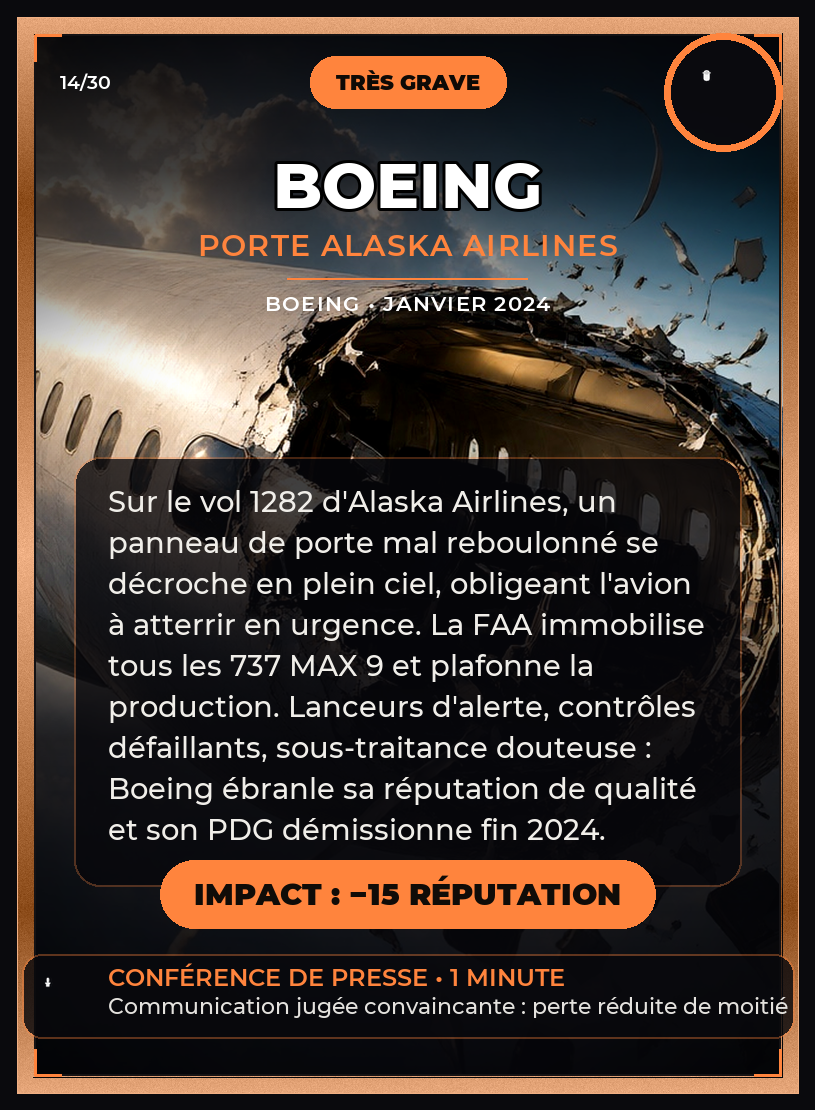 14/30
TRÈS GRAVE
BOEING
PORTE ALASKA AIRLINES
BOEING • JANVIER 2024
Sur le vol 1282 d'Alaska Airlines, un
panneau de porte mal reboulonné se
décroche en plein ciel, obligeant l'avion
à atterrir en urgence. La FAA immobilise
tous les 737 MAX 9 et plafonne la
production. Lanceurs d'alerte, contrôles
défaillants, sous-traitance douteuse :
Boeing ébranle sa réputation de qualité
et son PDG démissionne fin 2024.
IMPACT : −15 RÉPUTATION
CONFÉRENCE DE PRESSE • 1 MINUTE
Communication jugée convaincante : perte réduite de moitié